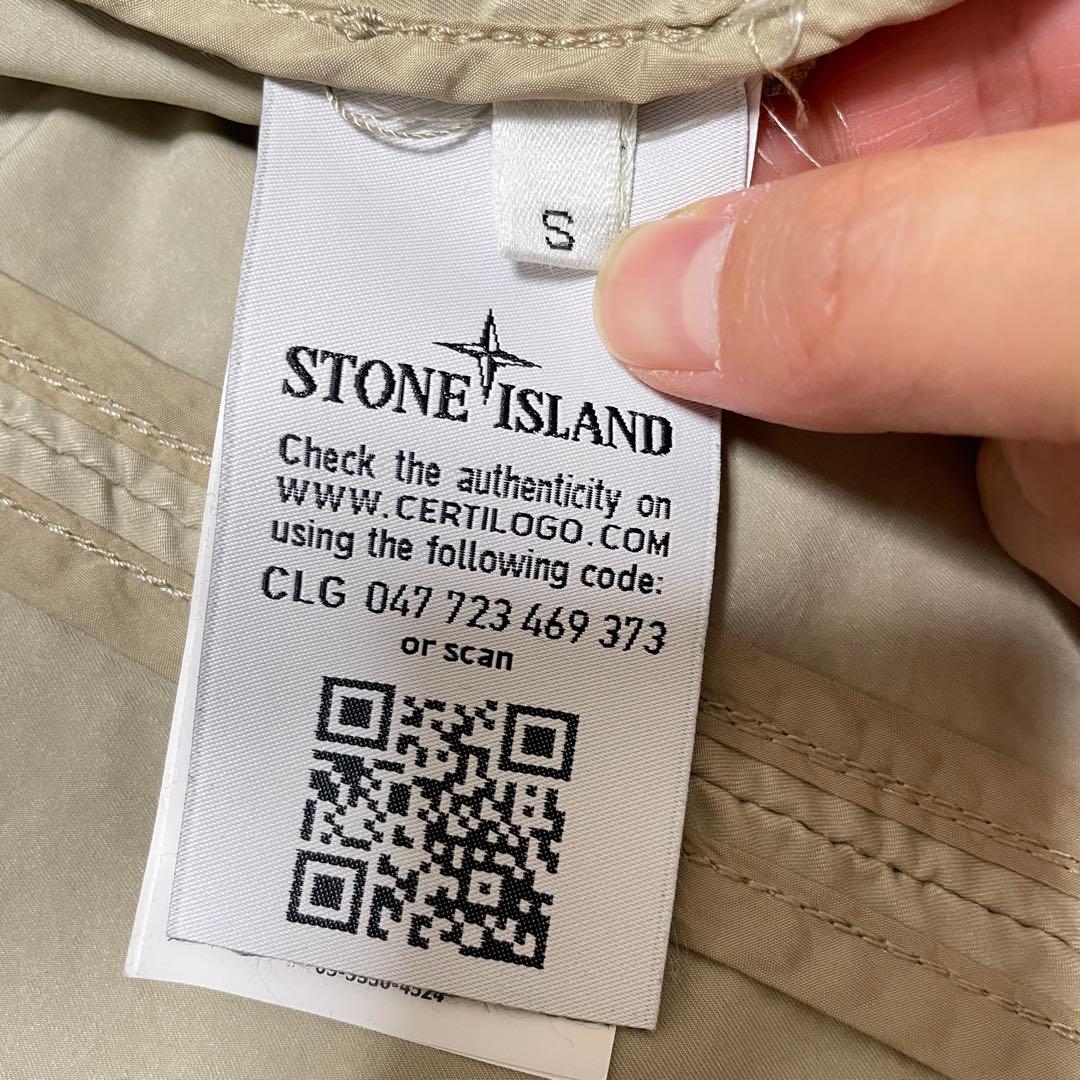 S
STONE ISLAND
Check the authenticity on
WWW.CERTILOGO.COM
using the following code:
CLG 047 723 469 373
or scan